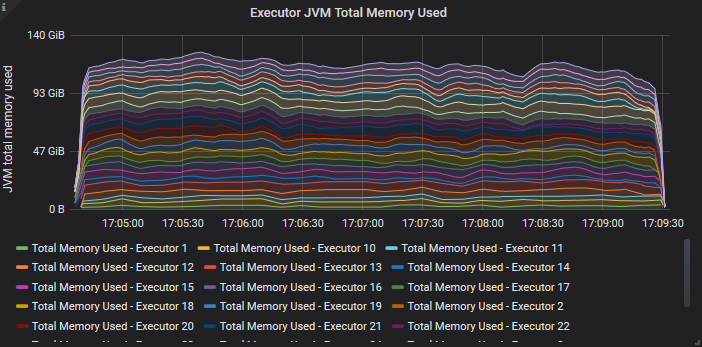 Executor JVM Total Memory Used
140 GiB
93 GiB
47 GiB
0 B
JVM total memory used
17:05:00 17:05:30 17:06:00 17:06:30 17:07:00 17:07:30 17:08:00 17:08:30 17:09:00 17:09:30
Total Memory Used - Executor 1 Total Memory Used - Executor 10 Total Memory Used - Executor 11
Total Memory Used - Executor 12 Total Memory Used - Executor 13 Total Memory Used - Executor 14
Total Memory Used - Executor 15 Total Memory Used - Executor 16 Total Memory Used - Executor 17
Total Memory Used - Executor 18 Total Memory Used - Executor 19 Total Memory Used - Executor 2
Total Memory Used - Executor 20 Total Memory Used - Executor 21 Total Memory Used - Executor 22